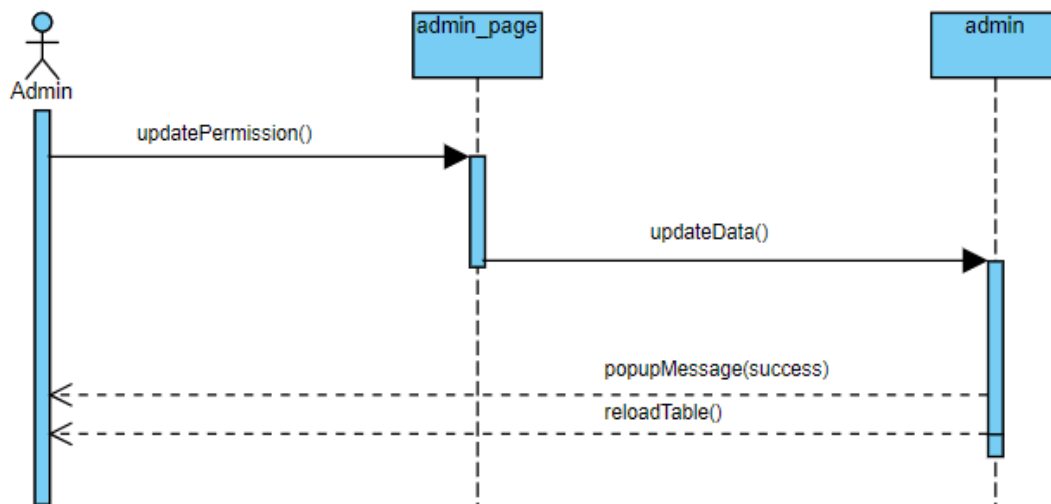 admin_page
admin
Admin
updatePermission()
updateData()
popupMessage(success)
reloadTable()